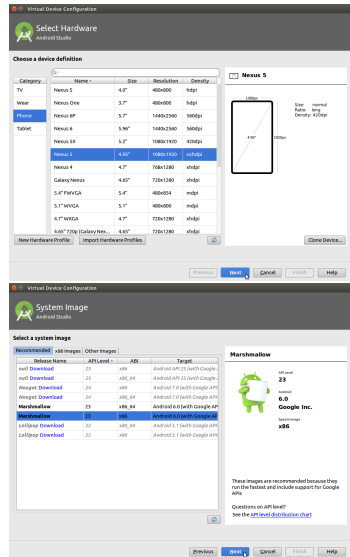 Virtual Device Configuration
Select Hardware
Android Studio
Choose a device definition
Category Name Size Resolution Density
TV Nexus S 4.0" 480x800 hdpi
Wear Nexus One 3.7" 480x800 hdpi
Phone Nexus 6P 5.7" 1440x2560 560dpi
Tablet Nexus 6 5.96" 1440x2560 560dpi
Nexus 5X 5.2" 1080x1920 420dpi
Nexus 5 4.95" 1080x1920 xxhdpi
Nexus 4 4.7" 768x1280 xhdpi
Galaxy Nexus 4.65" 720x1280 xhdpi
5.4" FWVGA 5.4" 480x854 mdpi
5.1" WVGA 5.1" 480x800 mdpi
4.7" WXGA 4.7" 720x1280 xhdpi
4.65" 720p (Galaxy Nex... 4.65" 720x1280 xhdpi
Nexus 5
1080px
4.95"
1920px
Size: normal
Ratio: long
Density: 420dpi
New Hardware Profile Import Hardware Profiles Clone Device...
Previous Next Cancel Finish Help
Virtual Device Configuration
System Image
Android Studio
Select a system image
Recommended x86 Images Other Images
Release Name API Level ABI Target
null Download 25 x86 Android API 25 (with Google
null Download 25 x86_64 Android API 25 (with Google
Nougat Download 24 x86 Android 7.0 (with Google API
Nougat Download 24 x86_64 Android 7.0 (with Google API
Marshmallow 23 x86_64 Android 6.0 (with Google AP
Marshmallow 23 x86 Android 6.0 (with Google AP
Lollipop Download 22 x86_64 Android 5.1 (with Google API
Lollipop Download 22 x86 Android 5.1 (with Google API
Marshmallow
API Level
23
Android
6.0
Google Inc.
System Image
x86
These images are recommended because they
run the fastest and include support for Google
APIs
Questions on API level?
See the API level distribution chart
Previous Next Cancel Finish Help